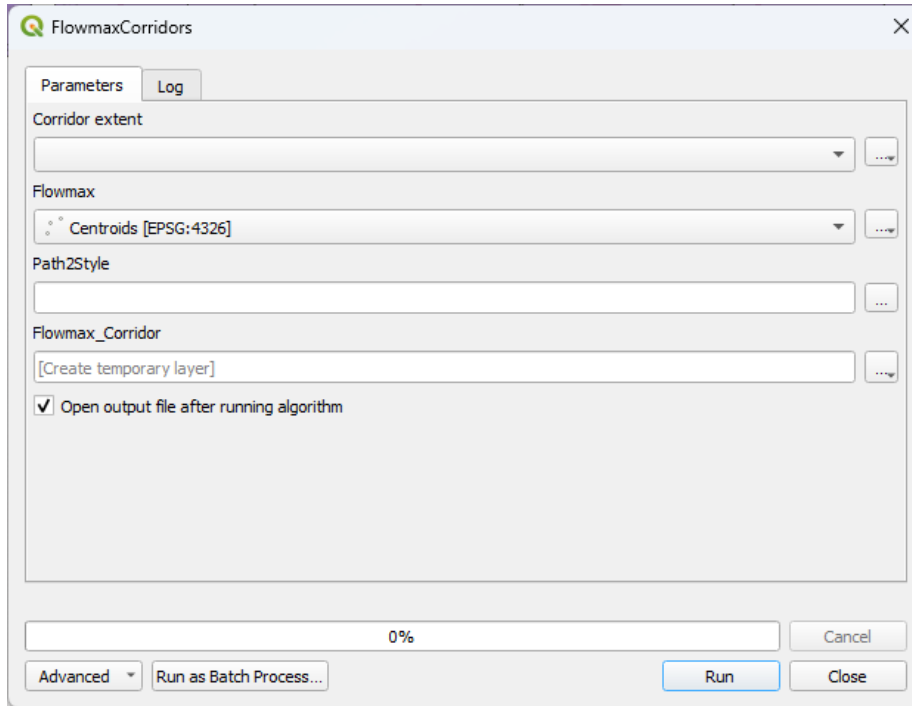 FlowmaxCorridors
Parameters
Log
Corridor extent
...
Flowmax
Centroids [EPSG:4326]
...
Path2Style
...
Flowmax_Corridor
[Create temporary layer]
...
Open output file after running algorithm
0%
Cancel
Advanced
Run as Batch Process...
Run
Close